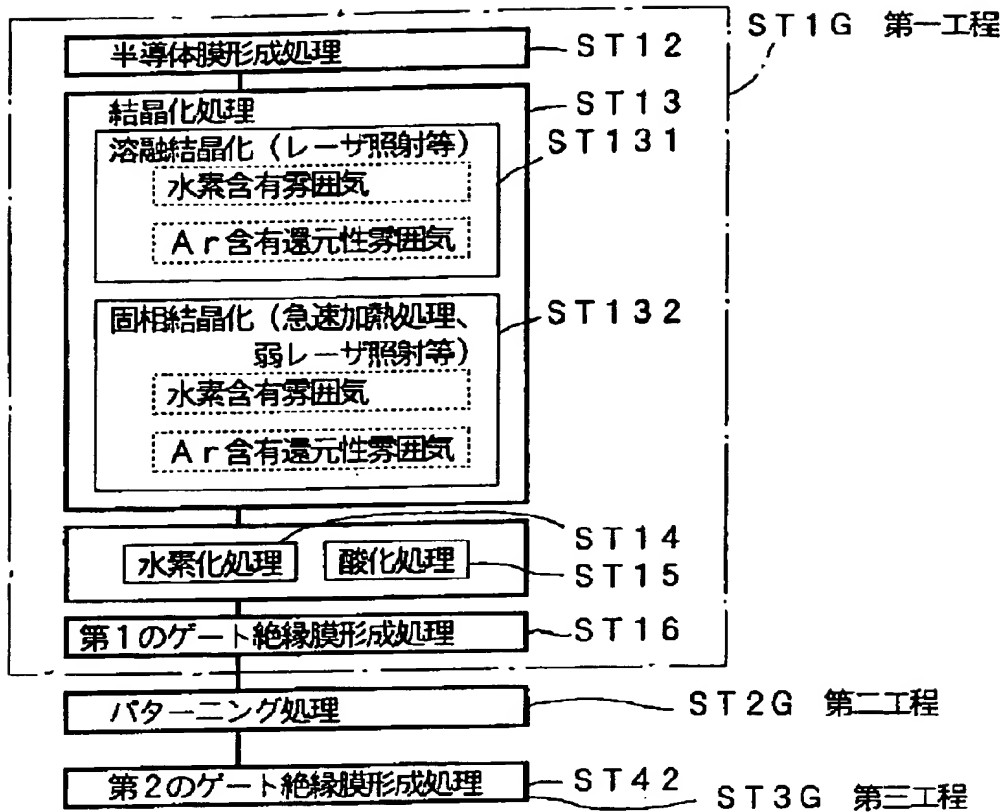 ST1G 第一工程
半導体膜形成処理
ST12
結晶化処理
ST13
溶融結晶化(レーザ照射等)
ST131
水素含有雰囲気
Ar含有還元性雰囲気
固相結晶化(急速加熱処理、
ST132
弱レーザ照射等)
水素含有雰囲気
Ar含有還元性雰囲気
水素化処理
ST14
酸化処理
ST15
第1のゲート絶縁膜形成処理
ST16
パターニング処理
ST2G 第二工程
第2のゲート絶縁膜形成処理
ST42
ST3G 第三工程